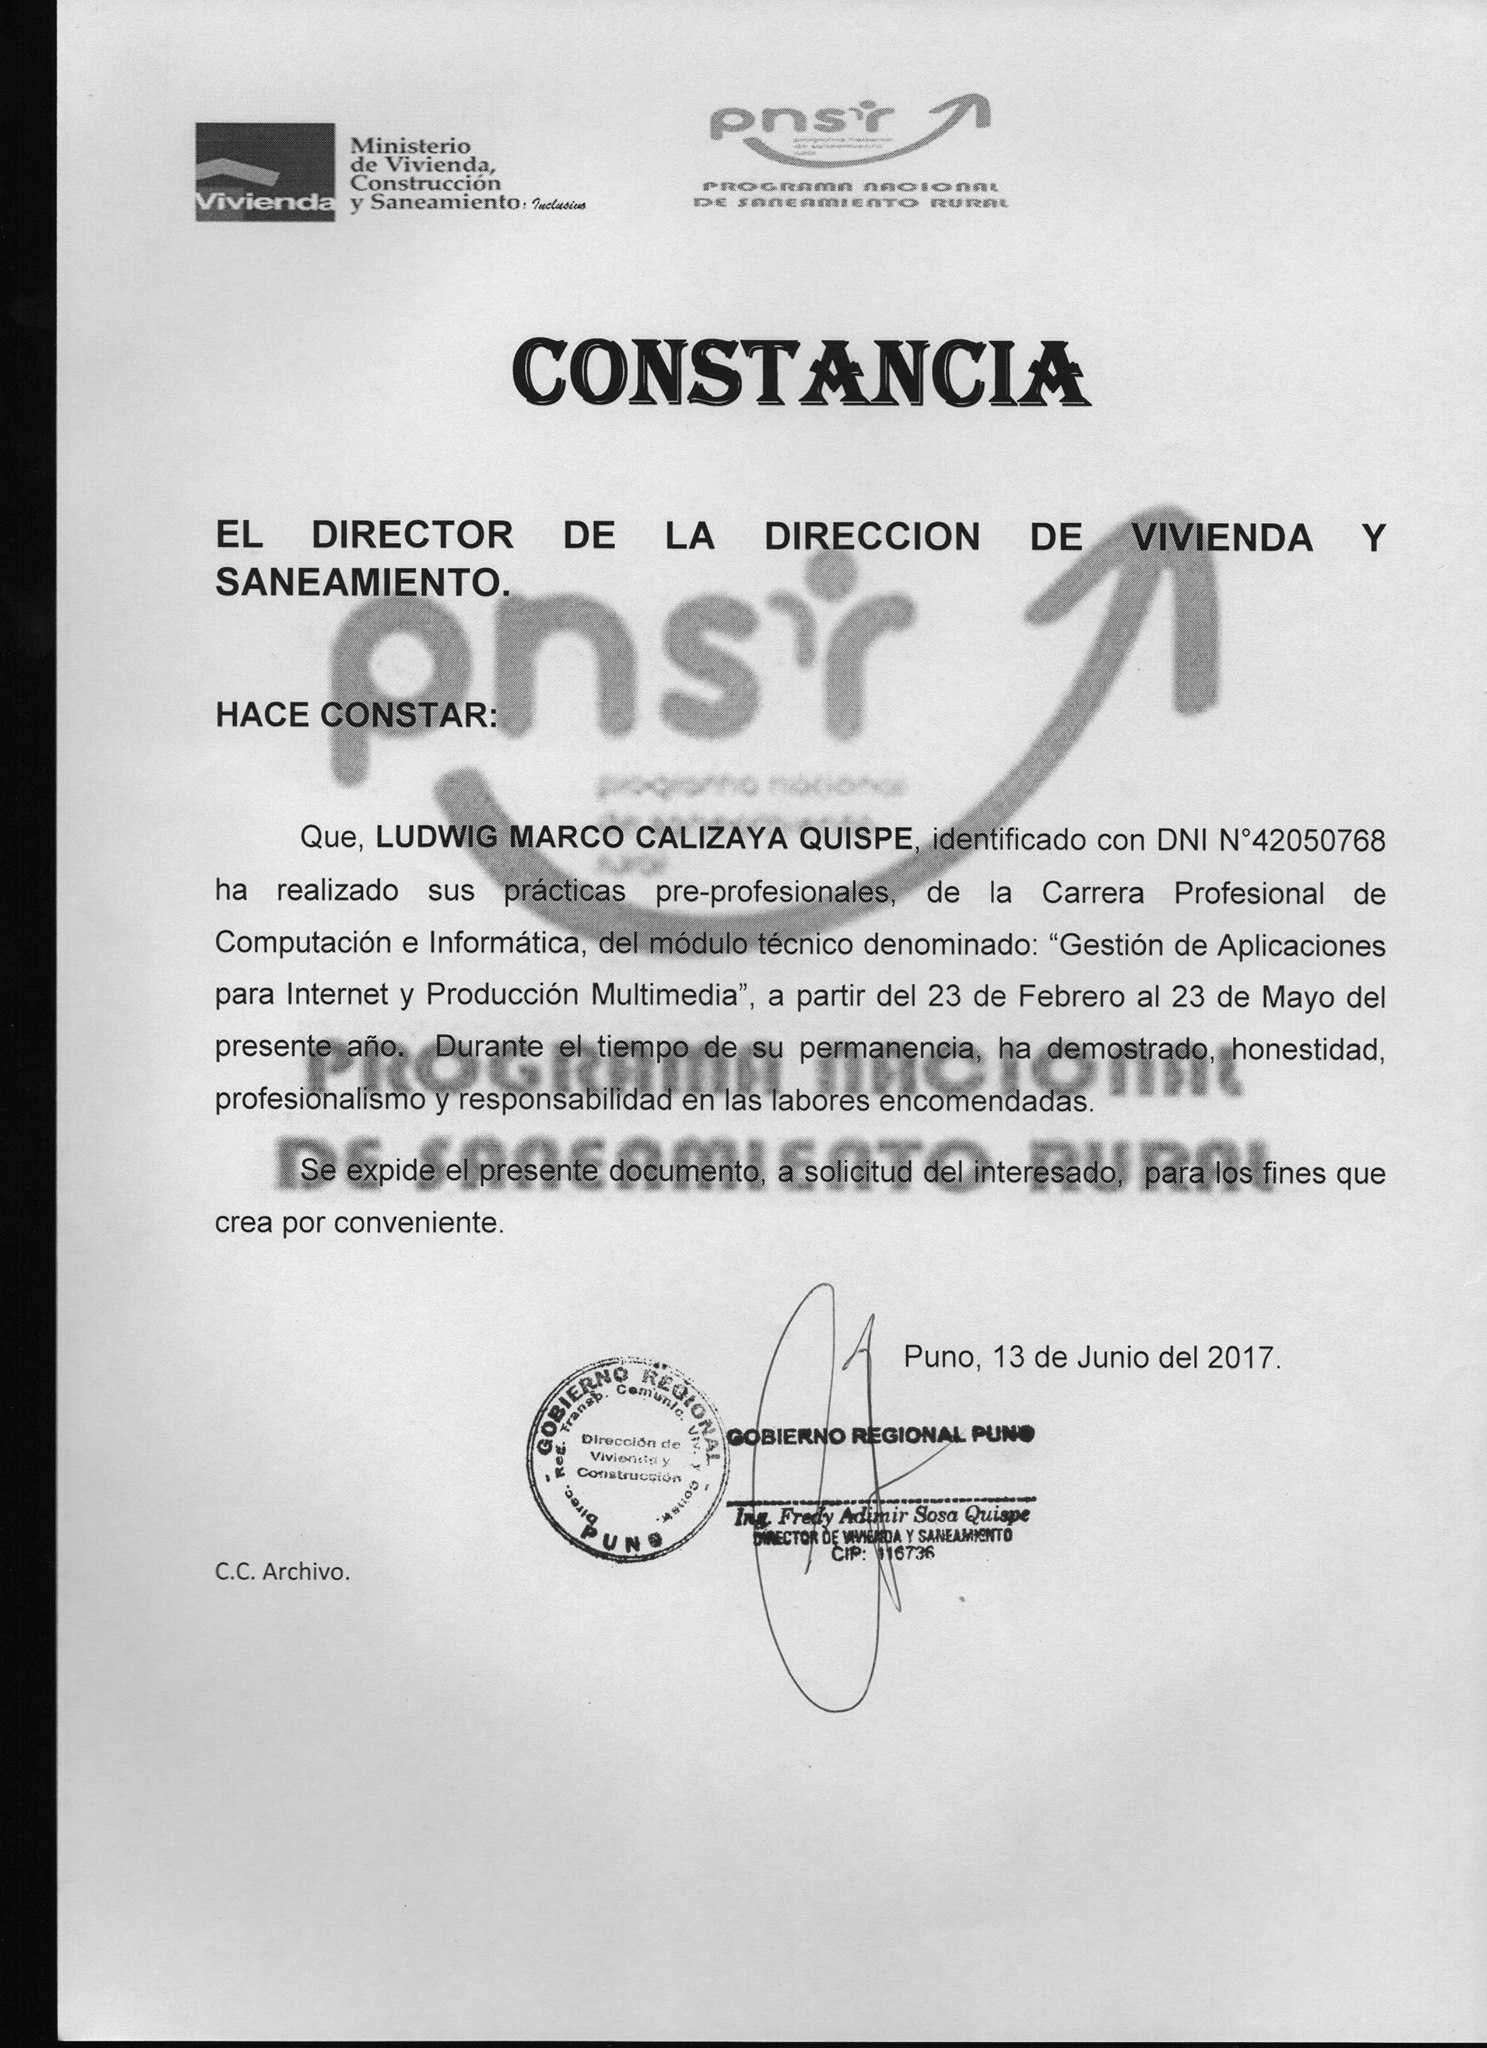 Vivienda
Ministerio
de Vivienda,
Construcción
y Saneamiento Inclusivo
pnsr
programa nacional
de saneamiento
rural
PROGRAMA NACIONAL
DE SANEAMIENTO RURAL
CONSTANCIA
EL DIRECTOR DE LA DIRECCION DE VIVIENDA Y
SANEAMIENTO.
pnsr
HACE CONSTAR:
programa nacional
de saneamiento
rural
Que, LUDWIG MARCO CALIZAYA QUISPE, identificado con DNI N°42050768
ha realizado sus prácticas pre-profesionales, de la Carrera Profesional de
Computación e Informática, del módulo técnico denominado: “Gestión de Aplicaciones
para Internet y Producción Multimedia”, a partir del 23 de Febrero al 23 de Mayo del
presente año. Durante el tiempo de su permanencia, ha demostrado, honestidad,
profesionalismo y responsabilidad en las labores encomendadas.
PROGRAMA NACIONAL
DE SANEAMIENTO RURAL
Se expide el presente documento, a solicitud del interesado, para los fines que
crea por conveniente.
Puno, 13 de Junio del 2017.
GOBIERNO REGIONAL
Direc. Reg. Transp. Comunic. Viv. y Constr.
Dirección de
Vivienda y
Construcción
PUNO
GOBIERNO REGIONAL PUNO
Ing. Fredy Adimir Sosa Quispe
DIRECTOR DE VIVIENDA Y SANEAMIENTO
CIP: 116736
C.C. Archivo.